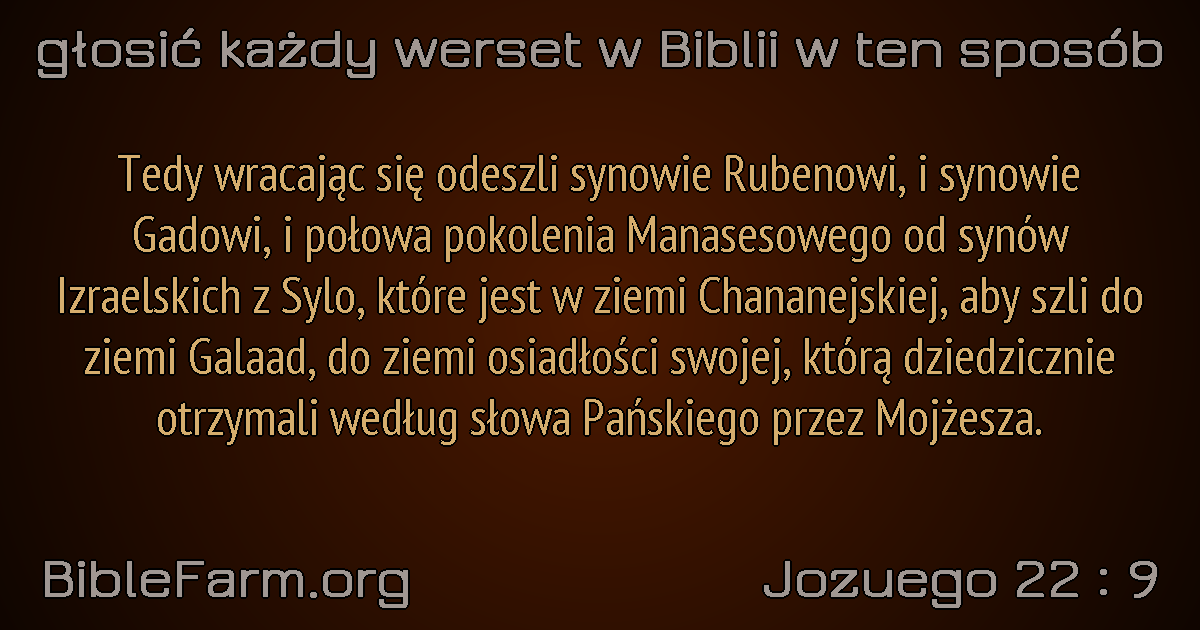 głosić każdy werset w Biblii w ten sposób
Tedy wracając się odeszli synowie Rubenowi, i synowie
Gadowi, i połowa pokolenia Manasesowego od synów
Izraelskich z Sylo, które jest w ziemi Chananejskiej, aby szli do
ziemi Galaad, do ziemi osiadłości swojej, którą dziedzicznie
otrzymali według słowa Pańskiego przez Mojżesza.
BibleFarm.org
Jozuego 22 : 9